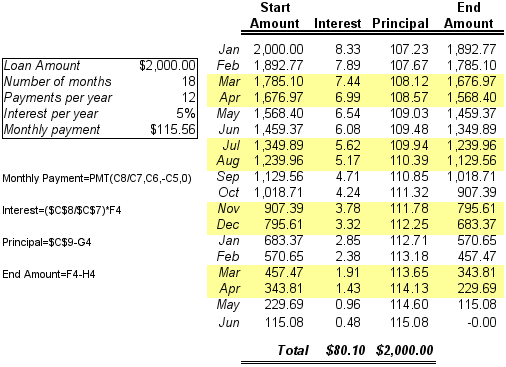 Start End
Amount Interest Principal Amount
Jan 2,000.00 8.33 107.23 1,892.77
Loan Amount $2,000.00 Feb 1,892.77 7.89 107.67 1,785.10
Number of months 18 Mar 1,785.10 7.44 108.12 1,676.97
Payments per year 12 Apr 1,676.97 6.99 108.57 1,568.40
Interest per year 5% May 1,568.40 6.54 109.03 1,459.37
Monthly payment $115.56 Jun 1,459.37 6.08 109.48 1,349.89
Jul 1,349.89 5.62 109.94 1,239.96
Aug 1,239.96 5.17 110.39 1,129.56
Monthly Payment=PMT(C8/C7,C6,-C5,0) Sep 1,129.56 4.71 110.85 1,018.71
Oct 1,018.71 4.24 111.32 907.39
Interest=($C$8/$C$7)*F4 Nov 907.39 3.78 111.78 795.61
Dec 795.61 3.32 112.25 683.37
Principal=$C$9-G4 Jan 683.37 2.85 112.71 570.65
Feb 570.65 2.38 113.18 457.47
End Amount=F4-H4 Mar 457.47 1.91 113.65 343.81
Apr 343.81 1.43 114.13 229.69
May 229.69 0.96 114.60 115.08
Jun 115.08 0.48 115.08 -0.00
Total $80.10 $2,000.00